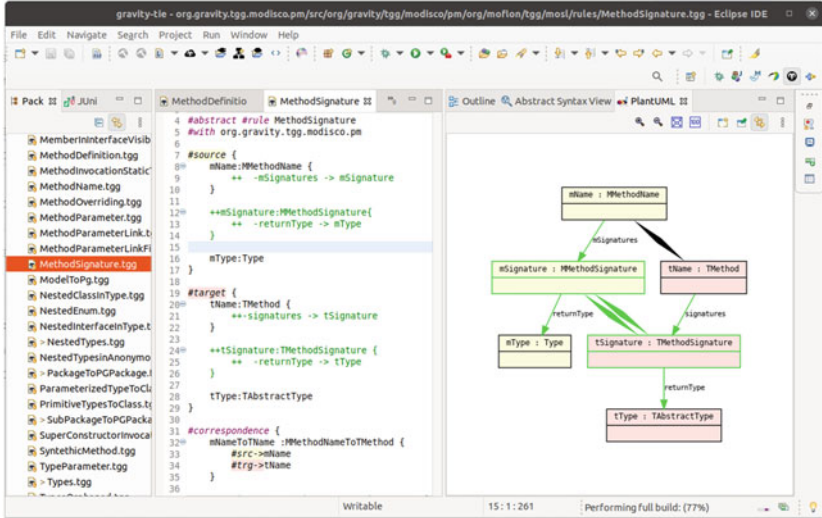 gravity-tie - org.gravity.tgg.modisco.pm/src/org/gravity/tgg/modisco/pm/org/moflon/tgg/mosl/rules/MethodSignature.tgg - Eclipse IDE
File Edit Navigate Search Project Run Window Help
Pack JUni
MethodDefinitio MethodSignature
Outline Abstract Syntax View PlantUML
MemberInInterfaceVisib
MethodDefinition.tgg
MethodInvocationStatic
MethodName.tgg
MethodOverriding.tgg
MethodParameter.tgg
MethodParameterLink.t
MethodParameterLinkFi
MethodSignature.tgg
ModelToPg.tgg
NestedClassInType.tgg
NestedEnum.tgg
NestedInterfaceInType.t
> NestedTypes.tgg
NestedTypesinAnonymo
> PackageToPGPackage.
ParameterizedTypeToCl
PrimitiveTypesToClass.t
> SubPackageToPGPacka
SuperConstructorInvoca
SyntethicMethod.tgg
TypeParameter.tgg
> Types.tgg
4 #abstract #rule MethodSignature
5 #with org.gravity.tgg.modisco.pm
6
7 #source {
8 mName:MMethodName {
9 ++ -mSignatures -> mSignature
10 }
11
12 ++mSignature:MMethodSignature{
13 ++ -returnType -> mType
14 }
15
16 mType:Type
17 }
18
19 #target {
20 tName:TMethod {
21 ++-signatures -> tSignature
22 }
23
24 ++tSignature:TMethodSignature {
25 ++ -returnType -> tType
26 }
27
28 tType:TAbstractType
29 }
30
31 #correspondence {
32 mNameToTName :MMethodNameToTMethod {
33 #src->mName
34 #trg->tName
35 }
36
mName : MMethodName
mSignatures
mSignature : MMethodSignature
tName : TMethod
returnType
signatures
mType : Type
tSignature : TMethodSignature
returnType
tType : TAbstractType
Writable
15 : 1 : 261
Performing full build: (77%)